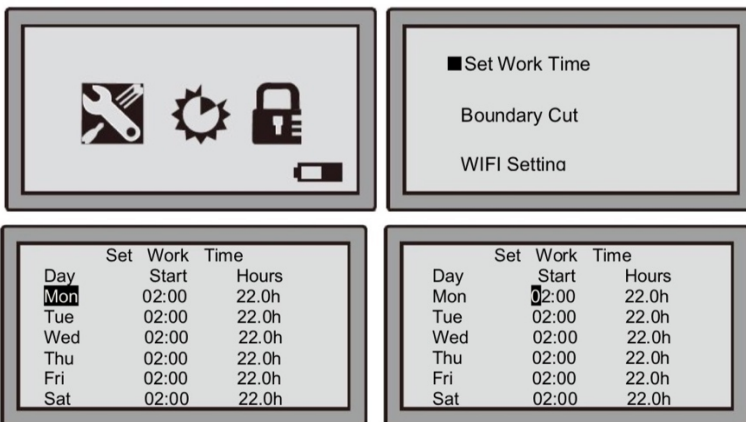 ■Set Work Time
Boundary Cut
WIFI Setting
Set Work Time
Day Start Hours
Mon 02:00 22.0h
Tue 02:00 22.0h
Wed 02:00 22.0h
Thu 02:00 22.0h
Fri 02:00 22.0h
Sat 02:00 22.0h
Set Work Time
Day Start Hours
Mon 02:00 22.0h
Tue 02:00 22.0h
Wed 02:00 22.0h
Thu 02:00 22.0h
Fri 02:00 22.0h
Sat 02:00 22.0h